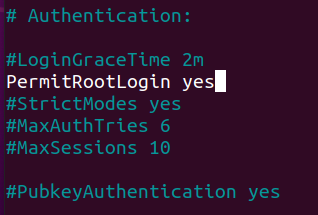 # Authentication:
#LoginGraceTime 2m
PermitRootLogin yes
#StrictModes yes
#MaxAuthTries 6
#MaxSessions 10
#PubkeyAuthentication yes